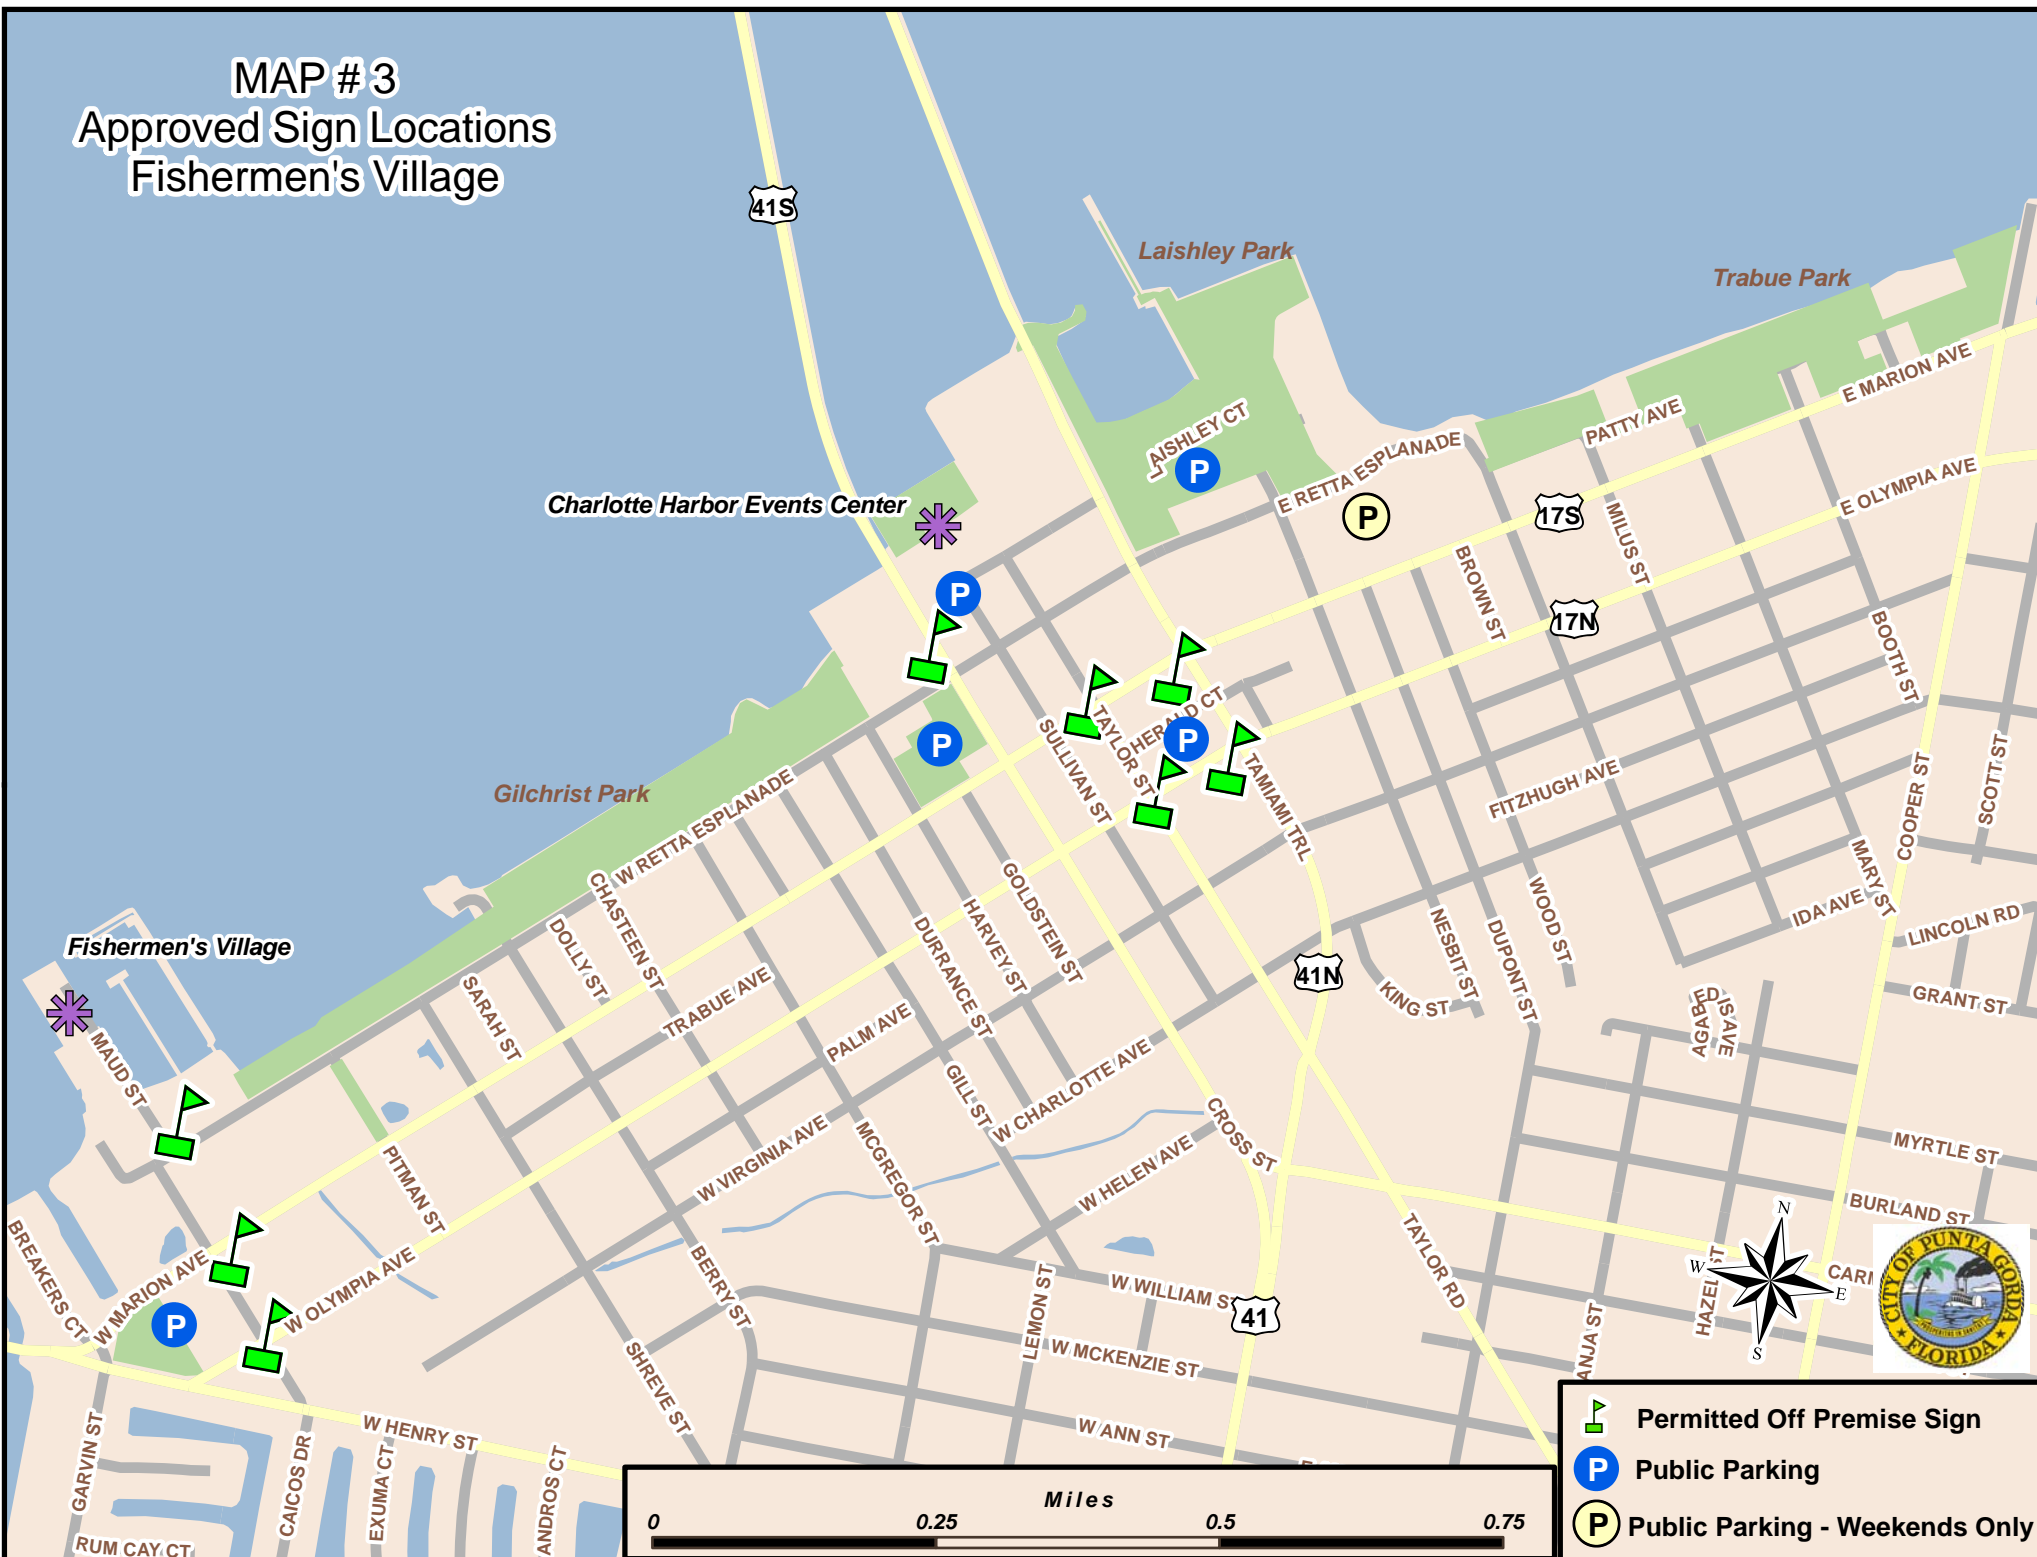 MAP # 3
Approved Sign Locations
Fishermen's Village
41S
Laishley Park
Trabue Park
E MARION AVE
PATTY AVE
LAISHLEY CT
P
E RETTA ESPLANADE
E OLYMPIA AVE
Charlotte Harbor Events Center
P
17S
MILUS ST
BROWN ST
17N
P
BOOTH ST
HERALD CT
TAYLOR ST
SULLIVAN ST
P
P
TAMIAMI TRL
FITZHUGH AVE
COOPER ST
SCOTT ST
Gilchrist Park
W RETTA ESPLANADE
CHASTEEN ST
DOLLY ST
GOLDSTEIN ST
HARVEY ST
DURRANCE ST
NESBIT ST
DUPONT ST
WOOD ST
MARY ST
IDA AVE
LINCOLN RD
Fishermen's Village
SARAH ST
TRABUE AVE
PALM AVE
41N
KING ST
GRANT ST
MAUD ST
GILL ST
W CHARLOTTE AVE
CROSS ST
MYRTLE ST
PITMAN ST
W VIRGINIA AVE
MCGREGOR ST
W HELEN AVE
BURLAND ST
BREAKERS CT
W MARION AVE
W OLYMPIA AVE
P
BERRY ST
SHREVE ST
LEMON ST
W WILLIAM ST
41
TAYLOR RD
HAZEL ST
N
W
E
S
CITY OF PUNTA GORDA
FLORIDA
W MCKENZIE ST
W ANN ST
W HENRY ST
GARVIN ST
CAICOS DR
EXUMA CT
ANDROS CT
RUM CAY CT
Miles
0 0.25 0.5 0.75
Permitted Off Premise Sign
P Public Parking
P Public Parking - Weekends Only